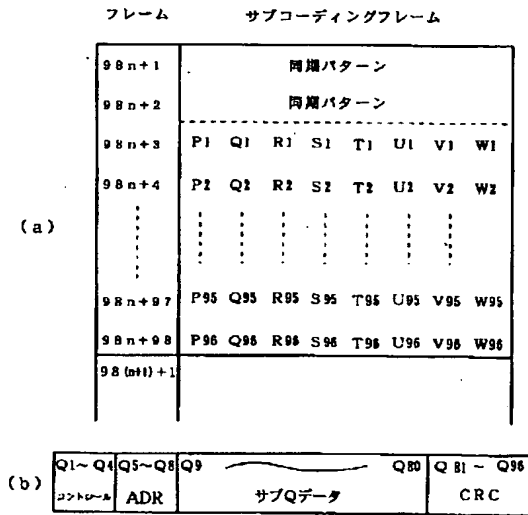 フレーム サブコーディングフレーム
98n+1 同期パターン
98n+2 同期パターン
98n+3 P1 Q1 R1 S1 T1 U1 V1 W1
98n+4 P2 Q2 R2 S2 T2 U2 V2 W2
(a)
98n+97 P95 Q95 R95 S95 T95 U95 V95 W95
98n+98 P96 Q96 R96 S96 T96 U96 V96 W96
98(n+1)+1
(b) Q1~Q4 Q5~Q8 Q9 Q80 Q81~Q96
コントロール ADR サブQデータ CRC